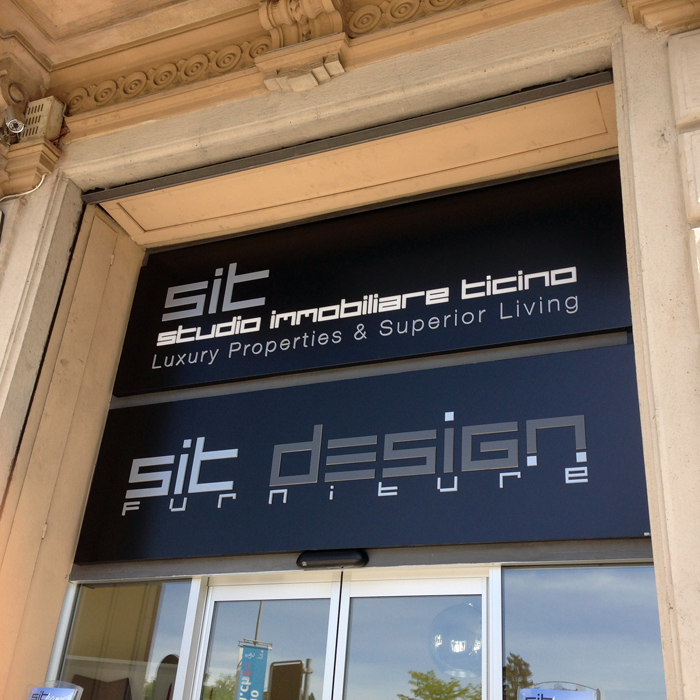 sit
studio immobiliare ticino
Luxury Properties & Superior Living
sit design
furniture